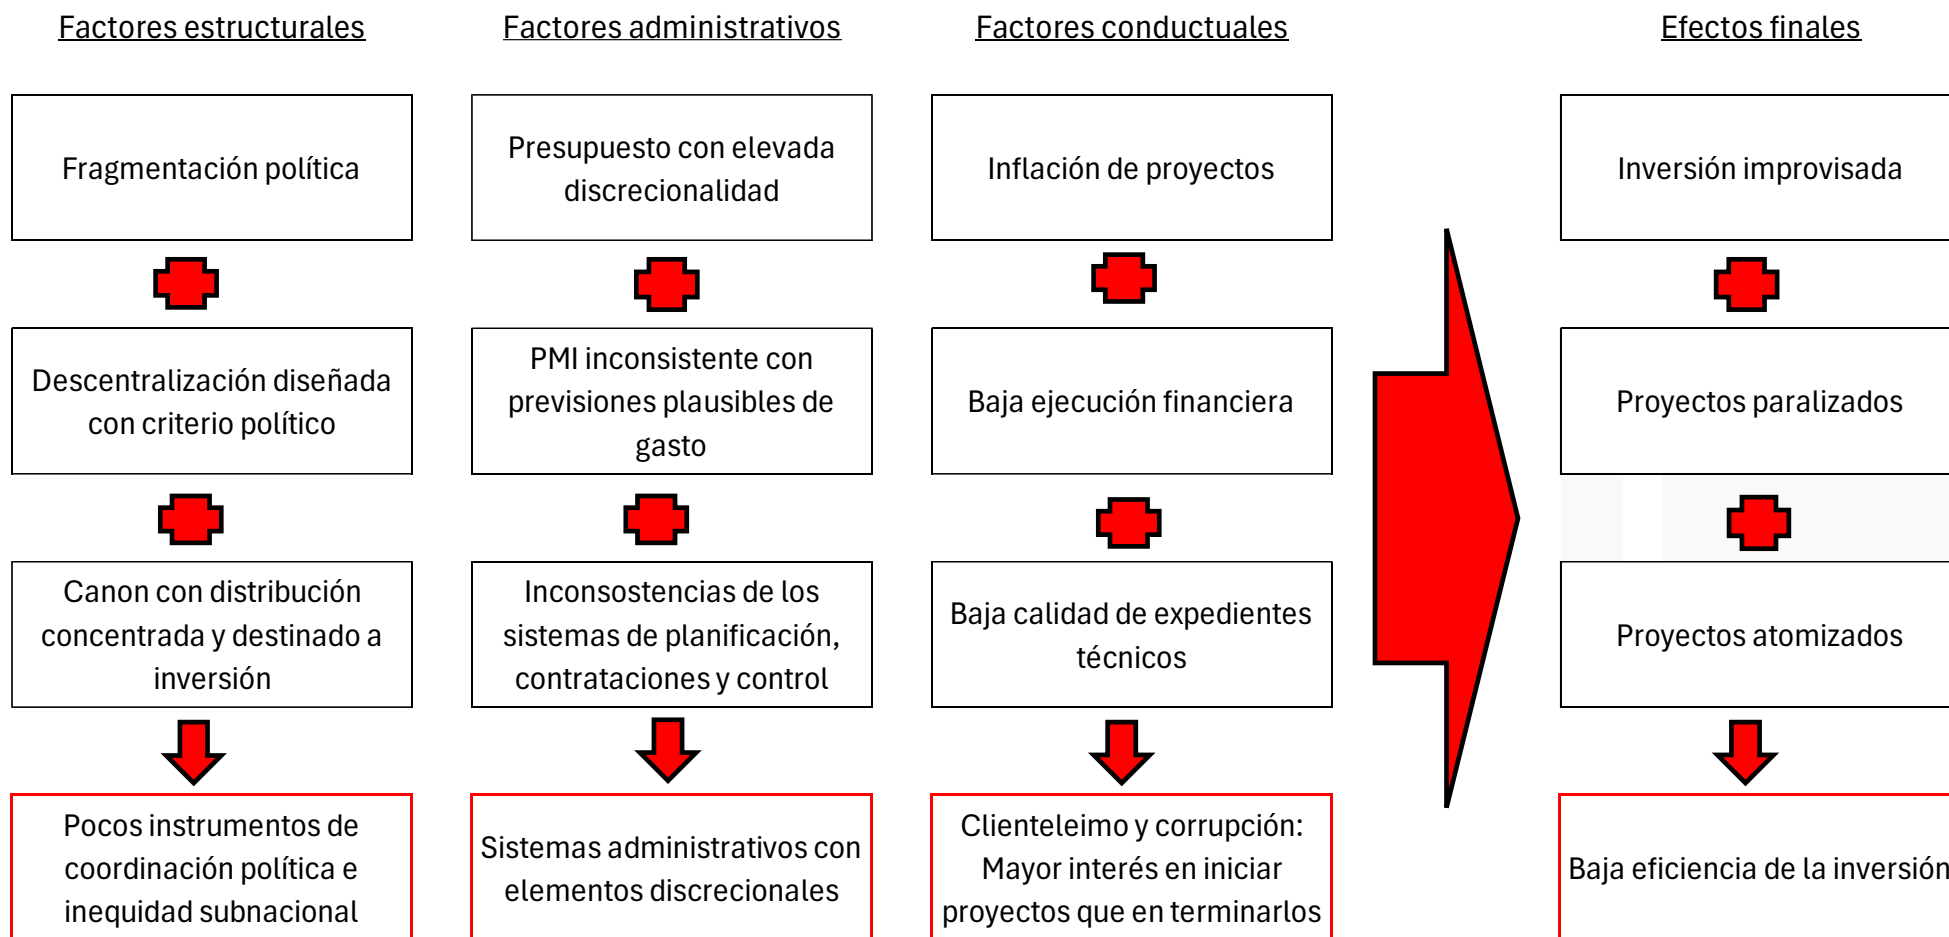 Factores estructurales
Factores administrativos
Factores conductuales
Efectos finales
Fragmentación política
Presupuesto con elevada
discrecionalidad
Inflación de proyectos
Inversión improvisada
Descentralización diseñada
con criterio político
PMI inconsistente con
previsiones plausibles de
gasto
Baja ejecución financiera
Proyectos paralizados
Canon con distribución
concentrada y destinado a
inversión
Inconsostencias de los
sistemas de planificación,
contrataciones y control
Baja calidad de expedientes
técnicos
Proyectos atomizados
Pocos instrumentos de
coordinación política e
inequidad subnacional
Sistemas administrativos con
elementos discrecionales
Clienteleimo y corrupción:
Mayor interés en iniciar
proyectos que en terminarlos
Baja eficiencia de la inversión